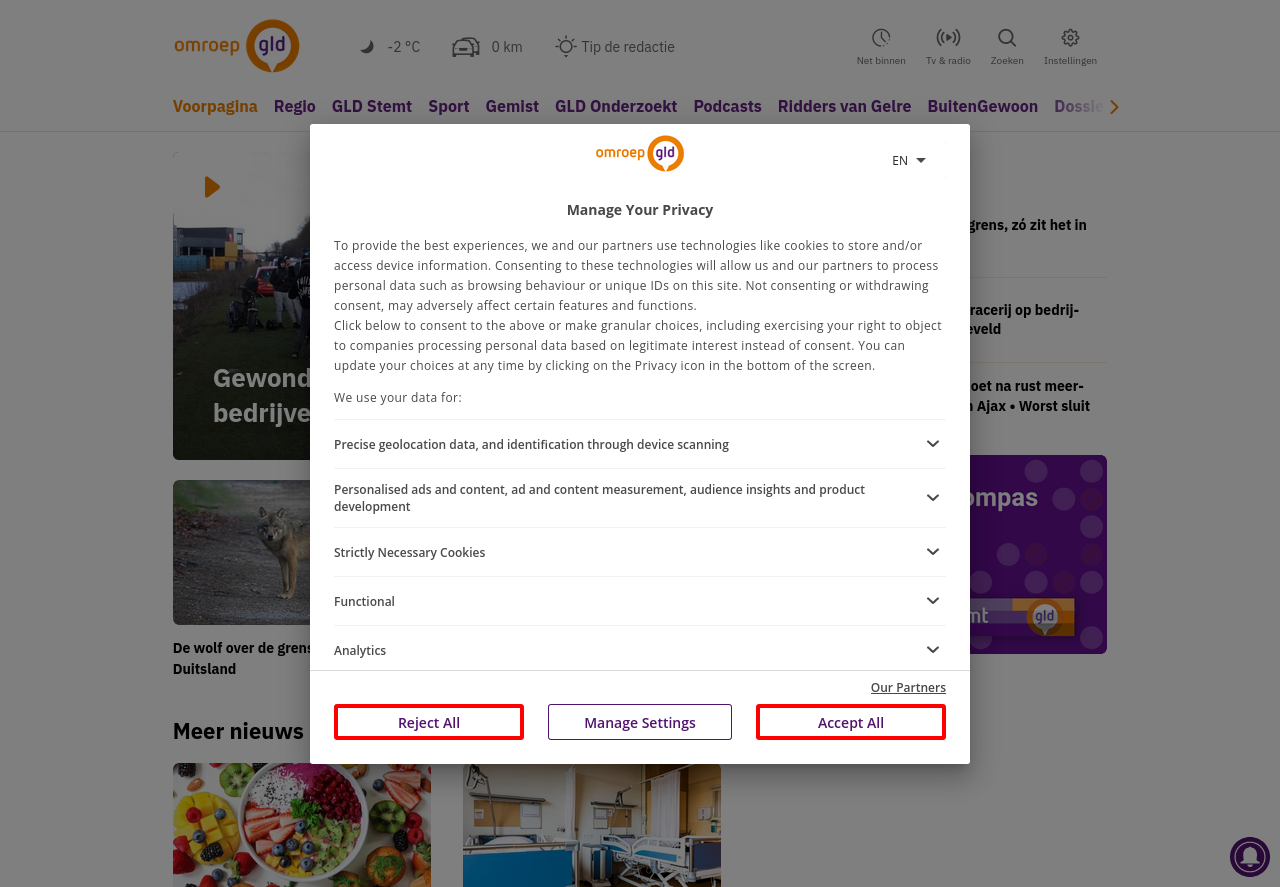 omroep gld
-2 °C
0 km
Tip de redactie
Net binnen
Tv & radio
Zoeken
Instellingen
Voorpagina Regio GLD Stemt Sport Gemist GLD Onderzoekt Podcasts Ridders van Gelre BuitenGewoon Dossie
omroep gld
EN
Manage Your Privacy
To provide the best experiences, we and our partners use technologies like cookies to store and/or
access device information. Consenting to these technologies will allow us and our partners to process
personal data such as browsing behaviour or unique IDs on this site. Not consenting or withdrawing
consent, may adversely affect certain features and functions.
Click below to consent to the above or make granular choices, including exercising your right to object
to companies processing personal data based on legitimate interest instead of consent. You can
update your choices at any time by clicking on the Privacy icon in the bottom of the screen.
We use your data for:
Precise geolocation data, and identification through device scanning
Personalised ads and content, ad and content measurement, audience insights and product
development
Strictly Necessary Cookies
Functional
Analytics
Our Partners
Reject All
Manage Settings
Accept All
Gewond
bedrijve
De wolf over de grens
Duitsland
Meer nieuws
grens, zó zit het in
racerij op bedrij-
eveld
oet na rust meer-
n Ajax • Worst sluit
ompas
mt
gld